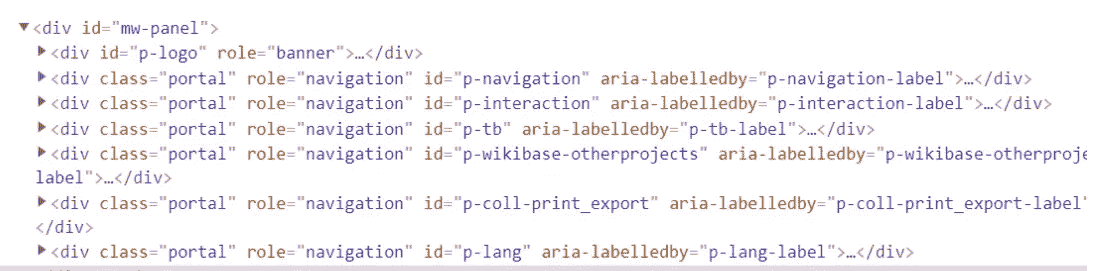 ▼<div id="mw-panel">
▶<div id="p-logo" role="banner">…</div>
▶<div class="portal" role="navigation" id="p-navigation" aria-labelledby="p-navigation-label">…</div>
▶<div class="portal" role="navigation" id="p-interaction" aria-labelledby="p-interaction-label">…</div>
▶<div class="portal" role="navigation" id="p-tb" aria-labelledby="p-tb-label">…</div>
▶<div class="portal" role="navigation" id="p-wikibase-otherprojects" aria-labelledby="p-wikibase-otherproje
label">…</div>
▶<div class="portal" role="navigation" id="p-coll-print_export" aria-labelledby="p-coll-print_export-label"
</div>
▶<div class="portal" role="navigation" id="p-lang" aria-labelledby="p-lang-label">…</div>